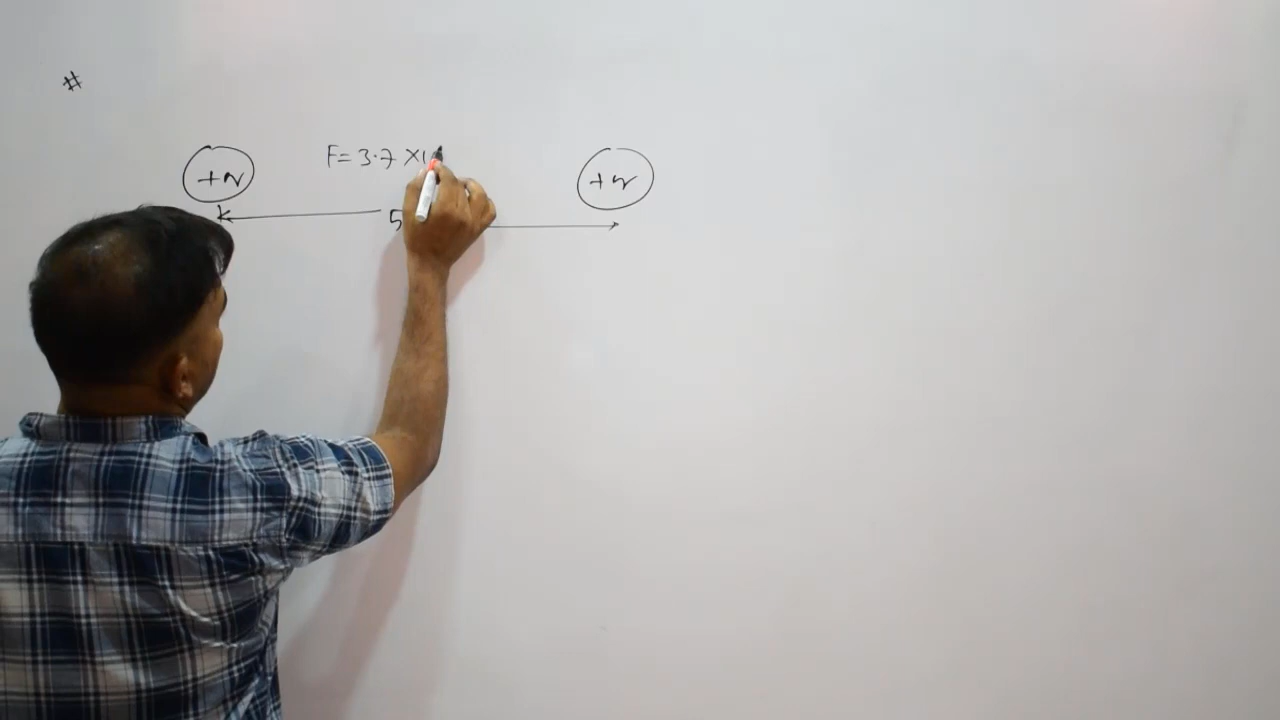 #
F = 3.7 × 1
+q +q
5